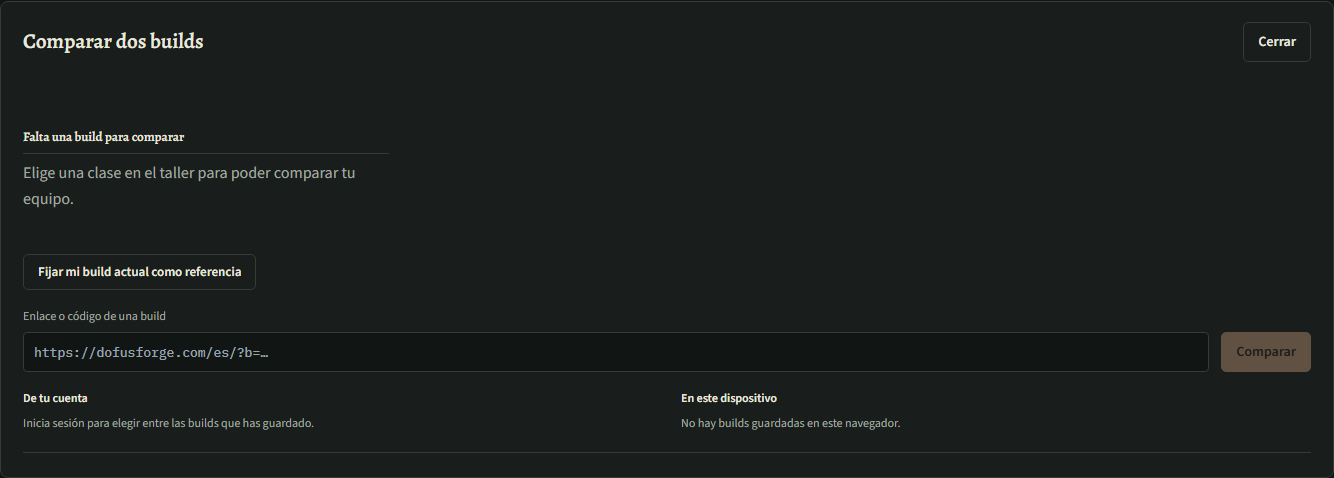 Comparar dos builds
Cerrar
Falta una build para comparar
Elige una clase en el taller para poder comparar tu
equipo.
Fijar mi build actual como referencia
Enlace o código de una build
https://dofusforge.com/es/?b=…
Comparar
De tu cuenta
Inicia sesión para elegir entre las builds que has guardado.
En este dispositivo
No hay builds guardadas en este navegador.